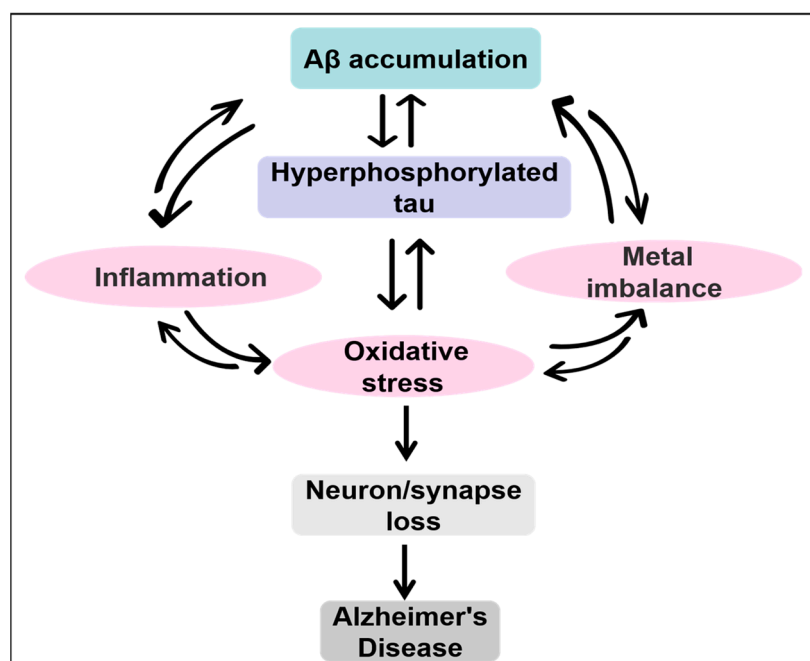 Aβ accumulation
Hyperphosphorylated
tau
Inflammation
Metal
imbalance
Oxidative
stress
Neuron/synapse
loss
Alzheimer's
Disease